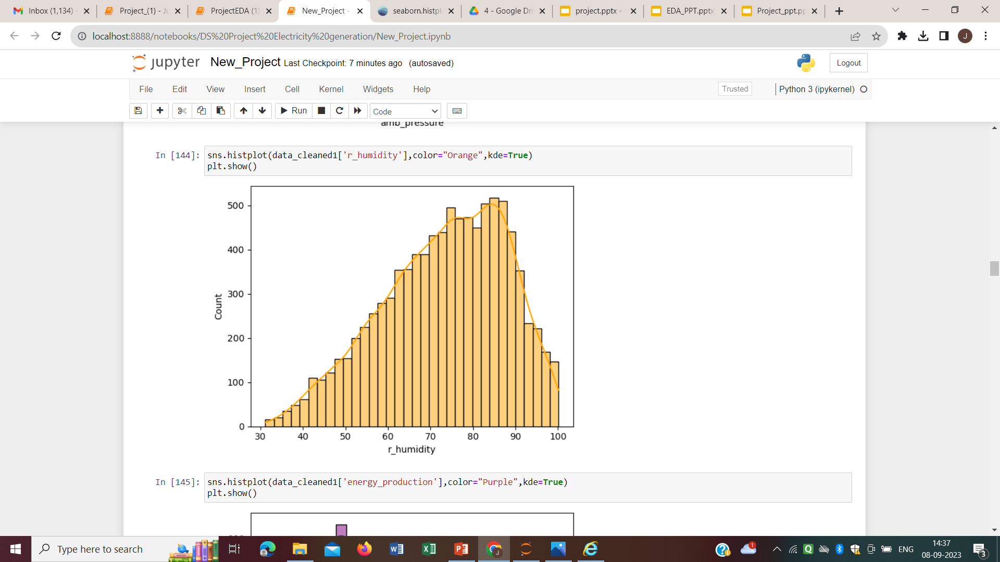 Inbox (1,134) -
Project_(1) - Ju
ProjectEDA (1)
New_Project -
seaborn.histpl
4 - Google Dri
project.pptx -
EDA_PPT.pptx
Project_ppt.pp
localhost:8888/notebooks/DS%20Project%20Electricity%20generation/New_Project.ipynb
J
jupyter New_Project Last Checkpoint: 7 minutes ago (autosaved)
Logout
File Edit View Insert Cell Kernel Widgets Help
Trusted
Python 3 (ipykernel)
Run
Code
amb_pressure
In [144]: sns.histplot(data_cleaned1['r_humidity'],color="Orange",kde=True)
plt.show()
500
400
300
200
100
0
Count
30 40 50 60 70 80 90 100
r_humidity
In [145]: sns.histplot(data_cleaned1['energy_production'],color="Purple",kde=True)
plt.show()
Type here to search
1
ENG
14:37
08-09-2023
3